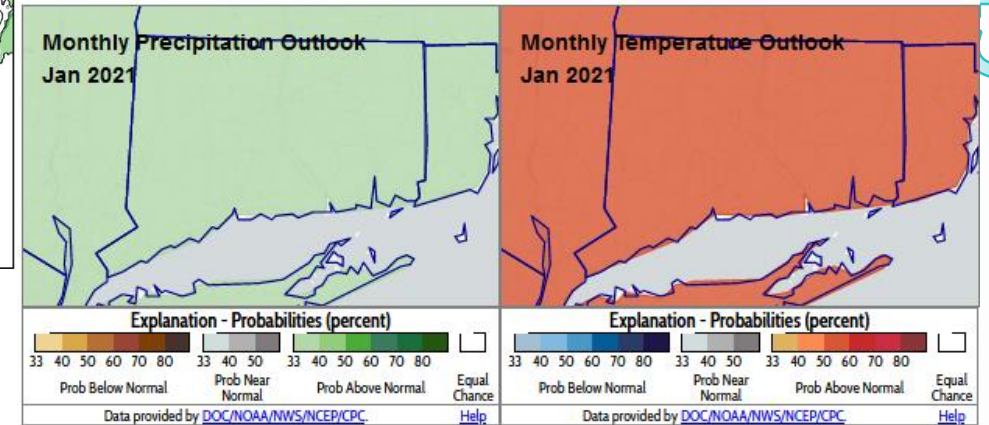 Monthly Precipitation Outlook
Jan 2021
Explanation - Probabilities (percent)
33 40 50 60 70 80 33 40 50 33 40 50 60 70 80
Prob Below Normal
Prob Near
Normal
Prob Above Normal
Equal
Chance
Data provided by DOC/NOAA/NWS/NCEP/CPC.
Help
Monthly Temperature Outlook
Jan 2021
Explanation - Probabilities (percent)
33 40 50 60 70 80 33 40 50 33 40 50 60 70 80
Prob Below Normal
Prob Near
Normal
Prob Above Normal
Equal
Chance
Data provided by DOC/NOAA/NWS/NCEP/CPC.
Help